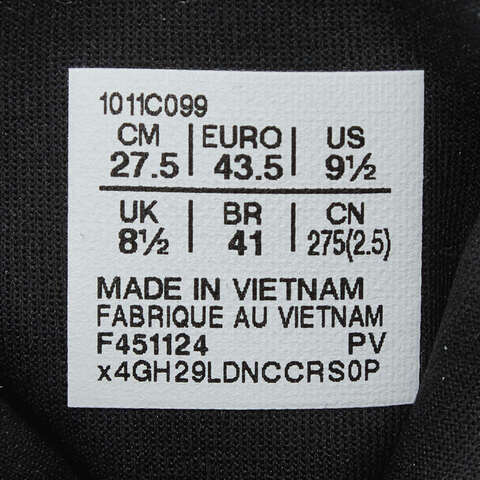 1011C099
CM EURO US
27.5 43.5 9½
UK BR CN
8½ 41 275(2.5)
MADE IN VIETNAM
FABRIQUE AU VIETNAM
F451124 PV
x4GH29LDNCCRS0P